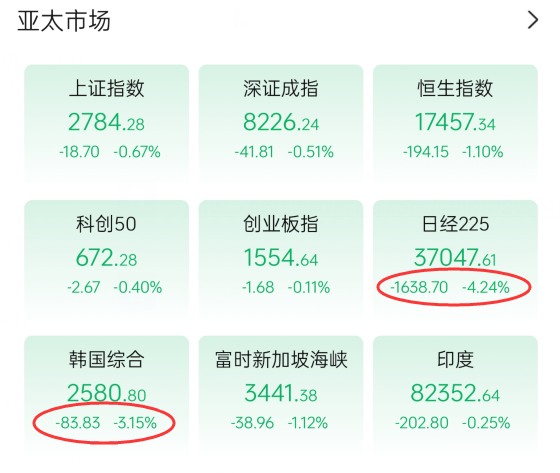 亚太市场
上证指数 深证成指 恒生指数
2784.28 8226.24 17457.34
-18.70 -0.67% -41.81 -0.51% -194.15 -1.10%
科创50 创业板指 日经225
672.28 1554.64 37047.61
-2.67 -0.40% -1.68 -0.11% -1638.70 -4.24%
韩国综合 富时新加坡海峡 印度
2580.80 3441.38 82352.64
-83.83 -3.15% -38.96 -1.12% -202.80 -0.25%